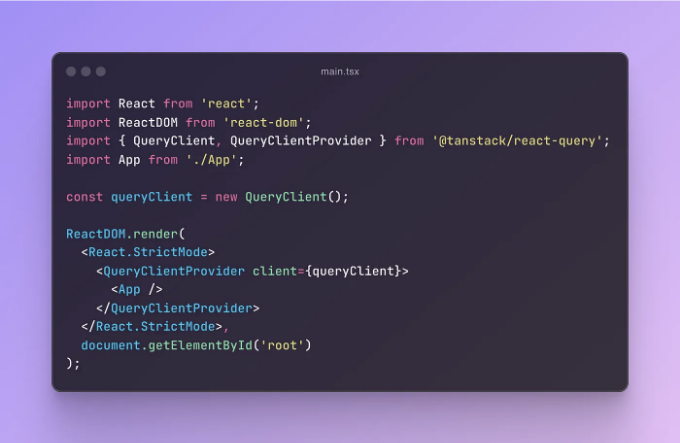 main.tsx
import React from 'react';
import ReactDOM from 'react-dom';
import { QueryClient, QueryClientProvider } from '@tanstack/react-query';
import App from './App';
const queryClient = new QueryClient();
ReactDOM.render(
<React.StrictMode>
<QueryClientProvider client={queryClient}>
<App />
</QueryClientProvider>
</React.StrictMode>,
document.getElementById('root')
);